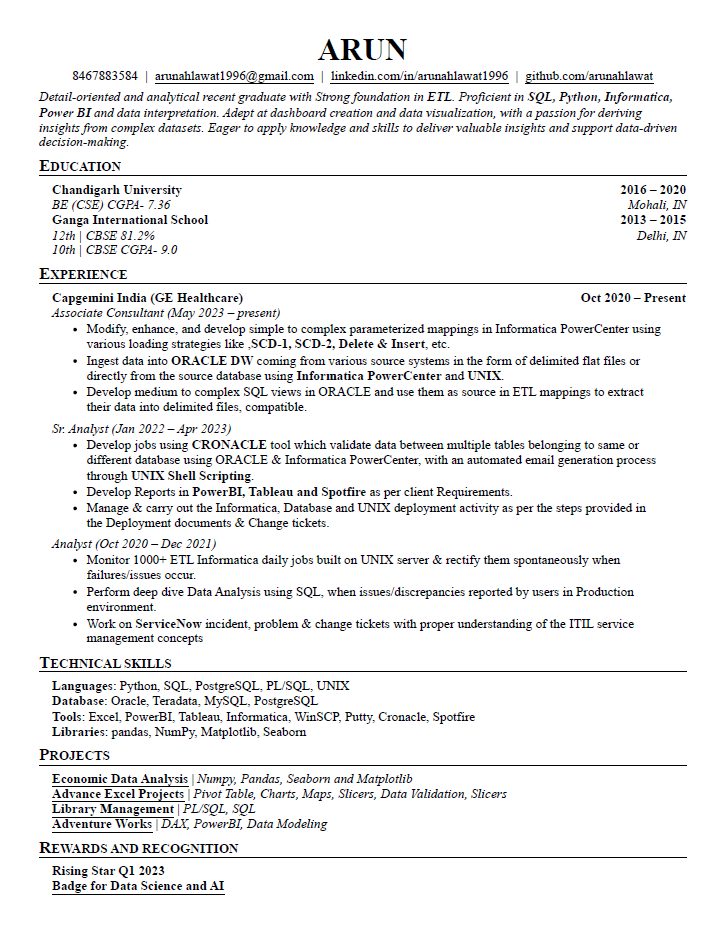 ARUN
8467883584 | arunahlawat1996@gmail.com | linkedin.com/in/arunahlawat1996 | github.com/arunahlawat
Detail-oriented and analytical recent graduate with Strong foundation in ETL. Proficient in SQL, Python, Informatica,
Power BI and data interpretation. Adept at dashboard creation and data visualization, with a passion for deriving
insights from complex datasets. Eager to apply knowledge and skills to deliver valuable insights and support data-driven
decision-making.
EDUCATION
Chandigarh University 2016 – 2020
BE (CSE) CGPA- 7.36 Mohali, IN
Ganga International School 2013 – 2015
12th | CBSE 81.2% Delhi, IN
10th | CBSE CGPA- 9.0
EXPERIENCE
Capgemini India (GE Healthcare) Oct 2020 – Present
Associate Consultant (May 2023 – present)
• Modify, enhance, and develop simple to complex parameterized mappings in Informatica PowerCenter using
various loading strategies like ,SCD-1, SCD-2, Delete & Insert, etc.
• Ingest data into ORACLE DW coming from various source systems in the form of delimited flat files or
directly from the source database using Informatica PowerCenter and UNIX.
• Develop medium to complex SQL views in ORACLE and use them as source in ETL mappings to extract
their data into delimited files, compatible.
Sr. Analyst (Jan 2022 – Apr 2023)
• Develop jobs using CRONACLE tool which validate data between multiple tables belonging to same or
different database using ORACLE & Informatica PowerCenter, with an automated email generation process
through UNIX Shell Scripting.
• Develop Reports in PowerBI, Tableau and Spotfire as per client Requirements.
• Manage & carry out the Informatica, Database and UNIX deployment activity as per the steps provided in
the Deployment documents & Change tickets.
Analyst (Oct 2020 – Dec 2021)
• Monitor 1000+ ETL Informatica daily jobs built on UNIX server & rectify them spontaneously when
failures/issues occur.
• Perform deep dive Data Analysis using SQL, when issues/discrepancies reported by users in Production
environment.
• Work on ServiceNow incident, problem & change tickets with proper understanding of the ITIL service
management concepts
TECHNICAL SKILLS
Languages: Python, SQL, PostgreSQL, PL/SQL, UNIX
Database: Oracle, Teradata, MySQL, PostgreSQL
Tools: Excel, PowerBI, Tableau, Informatica, WinSCP, Putty, Cronacle, Spotfire
Libraries: pandas, NumPy, Matplotlib, Seaborn
PROJECTS
Economic Data Analysis | Numpy, Pandas, Seaborn and Matplotlib
Advance Excel Projects | Pivot Table, Charts, Maps, Slicers, Data Validation, Slicers
Library Management | PL/SQL, SQL
Adventure Works | DAX, PowerBI, Data Modeling
REWARDS AND RECOGNITION
Rising Star Q1 2023
Badge for Data Science and AI